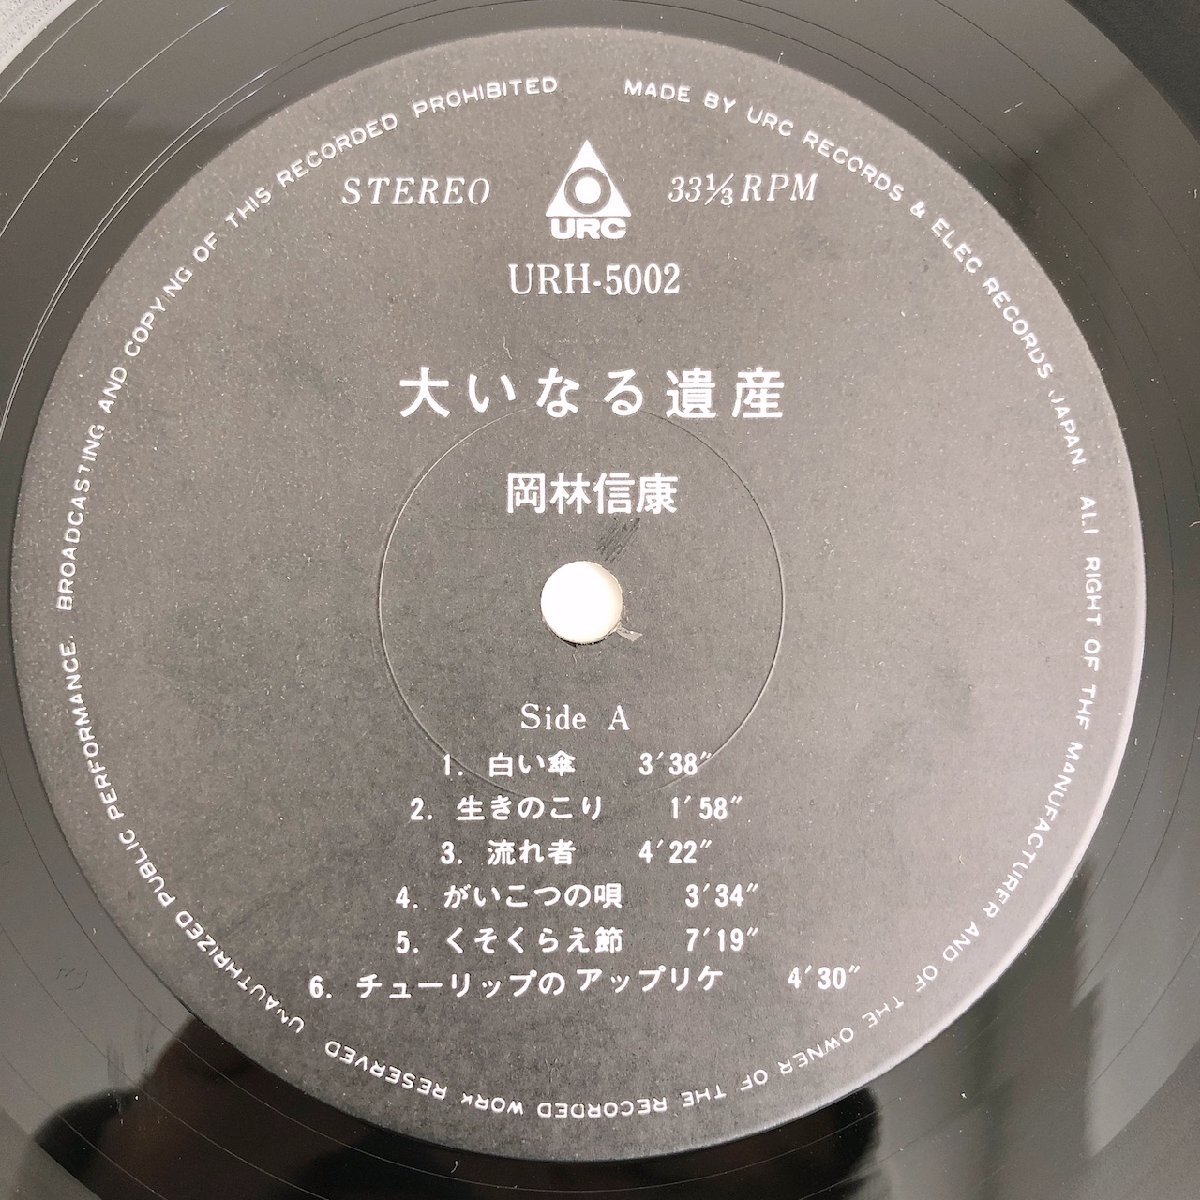 MADE BY URC RECORDS & ELEC RECORDS JAPAN. ALL RIGHT OF THE MANUFACTURER AND OF THE OWNER OF THE RECORDED WORK RESERVED UNAUTHRIZED PUBLIC PERFORMANCE. BROADCASTING AND COPYING OF THIS RECORDED PROHIBITED
STEREO 33⅓RPM
URC
URH-5002
大いなる遺産
岡林信康
Side A
1. 白い傘 3′38″
2. 生きのこり 1′58″
3. 流れ者 4′22″
4. がいこつの唄 3′34″
5. くそくらえ節 7′19″
6. チューリップのアップリケ 4′30″